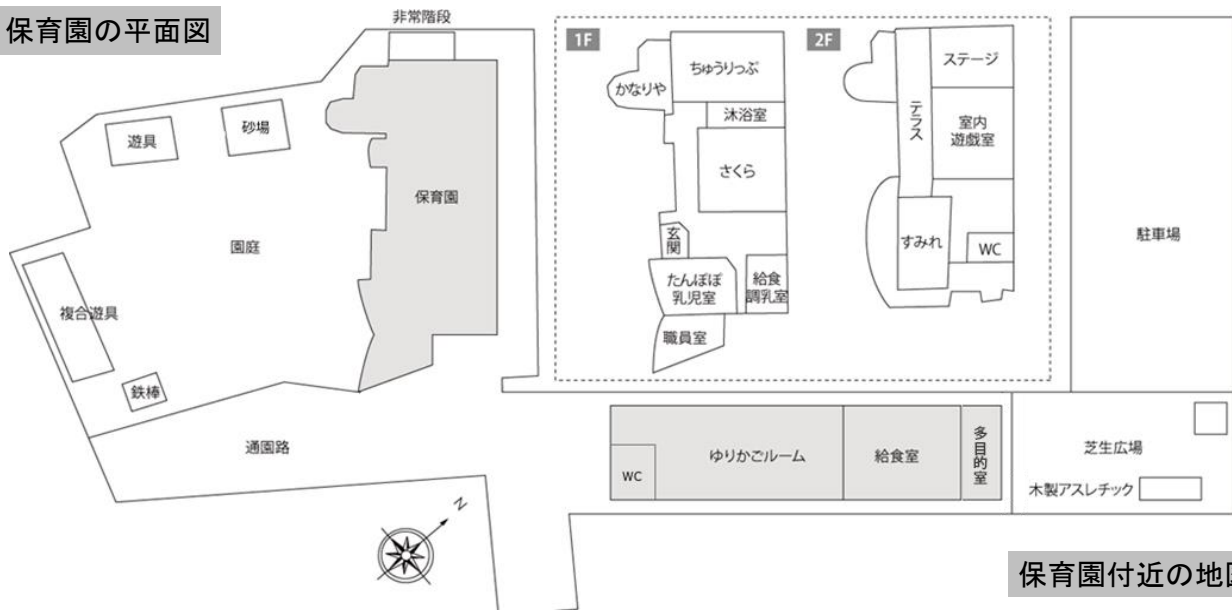 保育園の平面図
非常階段
遊具
砂場
保育園
園庭
複合遊具
鉄棒
通園路
N
1F
かなりや
ちゅうりっぷ
沐浴室
さくら
玄関
たんぽぽ
乳児室
給食
調乳室
職員室
2F
ステージ
テラス
室内
遊戯室
すみれ
WC
駐車場
WC
ゆりかごルーム
給食室
多目的室
芝生広場
木製アスレチック
保育園付近の地図